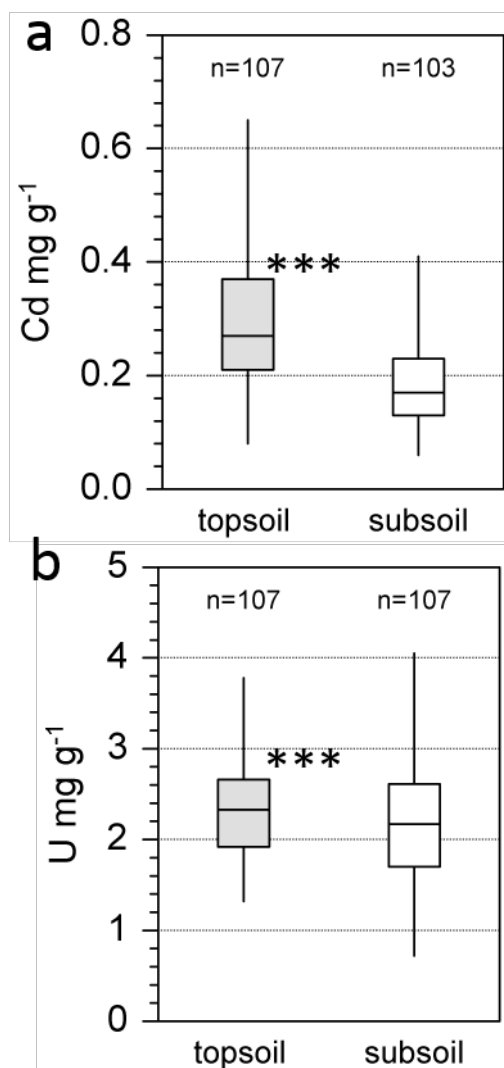 a
0.8
n=107 n=103
0.6
Cd mg g-1
0.4
***
0.2
0.0
topsoil subsoil
b
5
n=107 n=107
4
3
***
U mg g-1
2
1
0
topsoil subsoil